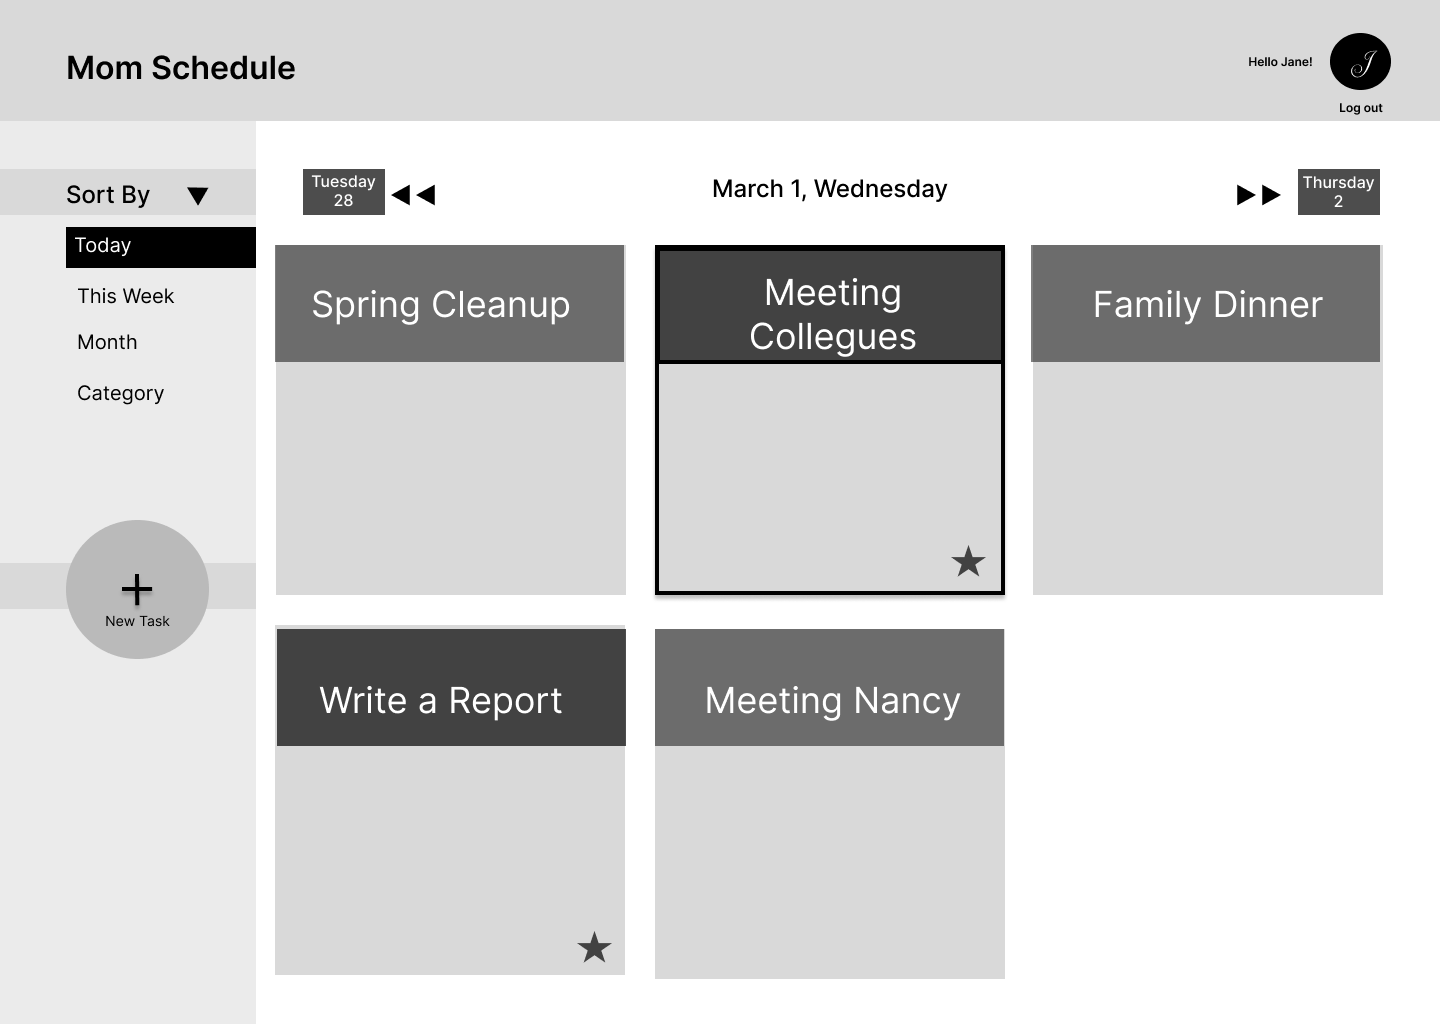 Mom Schedule
Hello Jane!
J
Log out
Sort By
Today
This Week
Month
Category
New Task
Tuesday
28
March 1, Wednesday
Thursday
2
Spring Cleanup
Meeting
Collegues
Family Dinner
Write a Report
Meeting Nancy